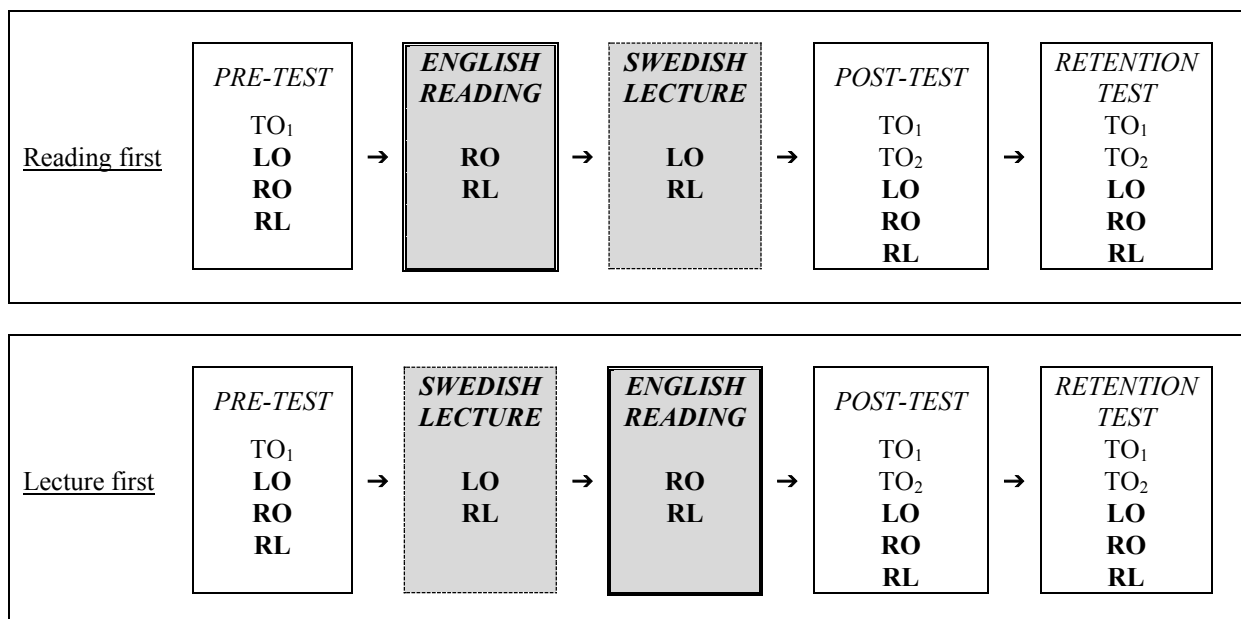 PRE-TEST
TO₁
LO
RO
RL
ENGLISH
READING
RO
RL
SWEDISH
LECTURE
LO
RL
POST-TEST
TO₁
TO₂
LO
RO
RL
RETENTION
TEST
TO₁
TO₂
LO
RO
RL
Reading first
➔
➔
➔
➔
PRE-TEST
TO₁
LO
RO
RL
SWEDISH
LECTURE
LO
RL
ENGLISH
READING
RO
RL
POST-TEST
TO₁
TO₂
LO
RO
RL
RETENTION
TEST
TO₁
TO₂
LO
RO
RL
Lecture first
➔
➔
➔
➔